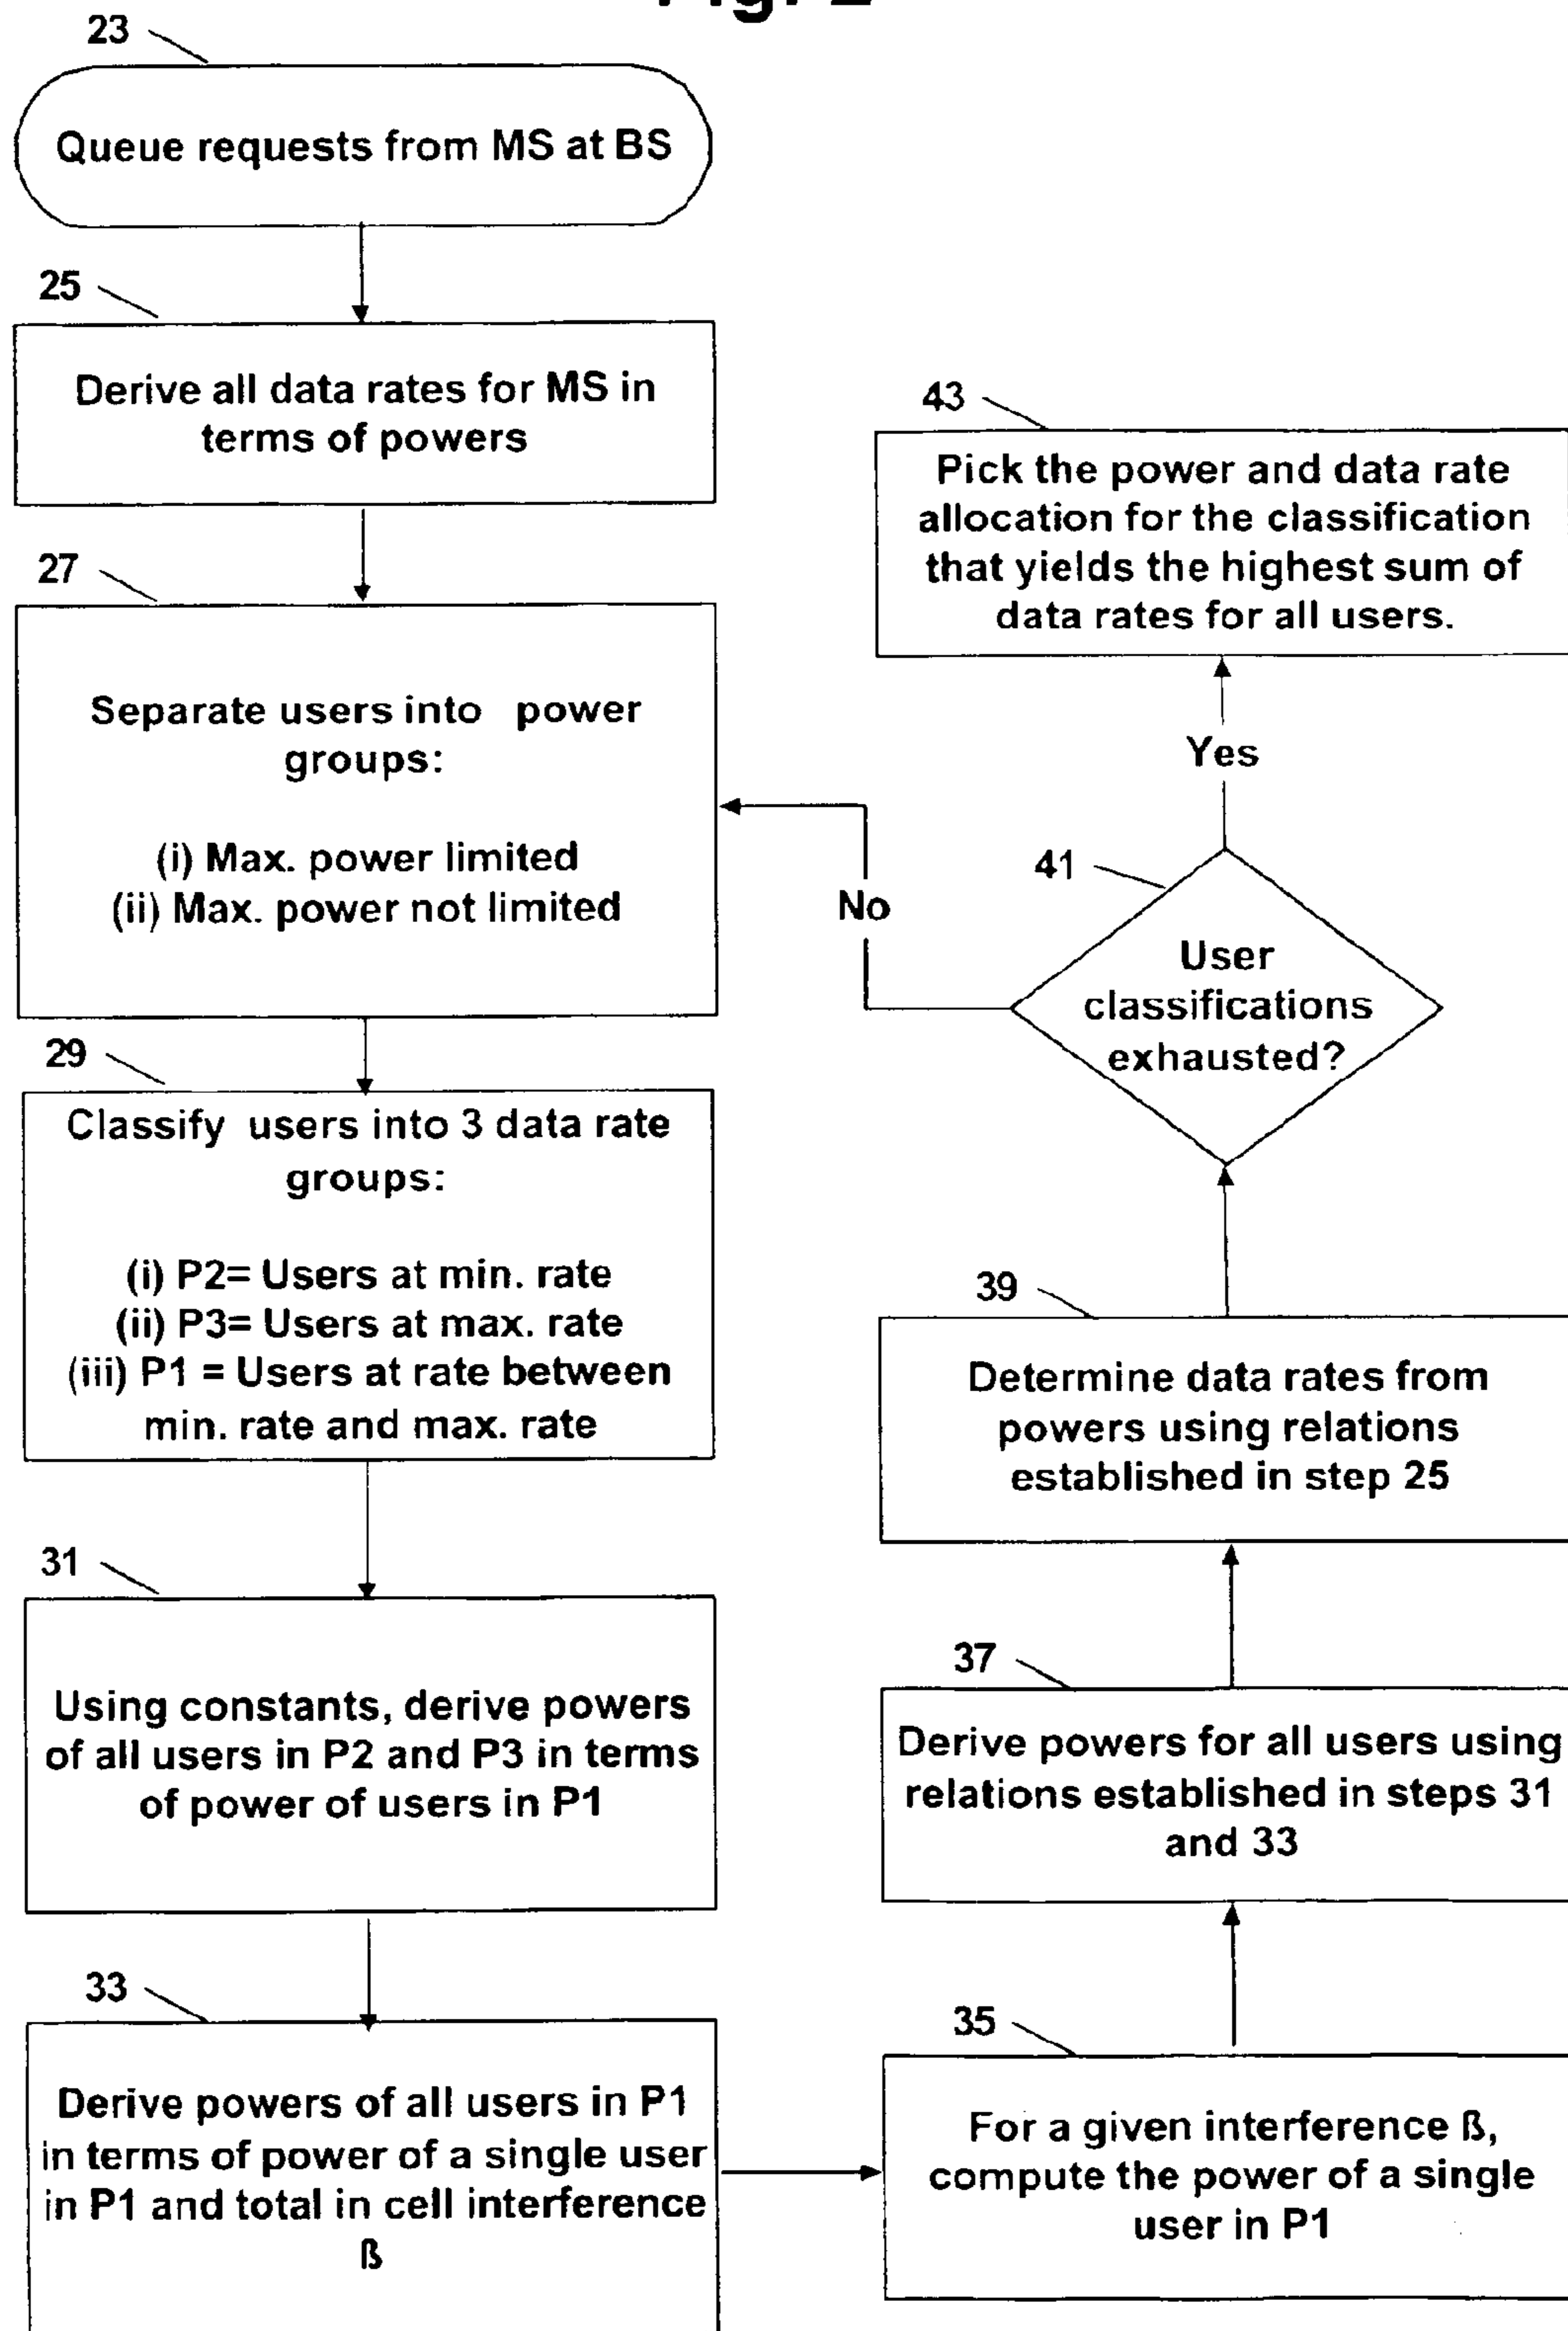 23
Queue requests from MS at BS
25
Derive all data rates for MS in
terms of powers
27
Separate users into power
groups:
(i) Max. power limited
(ii) Max. power not limited
29
Classify users into 3 data rate
groups:
(i) P2= Users at min. rate
(ii) P3= Users at max. rate
(iii) P1 = Users at rate between
min. rate and max. rate
31
Using constants, derive powers
of all users in P2 and P3 in terms
of power of users in P1
33
Derive powers of all users in P1
in terms of power of a single user
in P1 and total in cell interference
ß
35
For a given interference ß,
compute the power of a single
user in P1
37
Derive powers for all users using
relations established in steps 31
and 33
39
Determine data rates from
powers using relations
established in step 25
41
User
classifications
exhausted?
No
Yes
43
Pick the power and data rate
allocation for the classification
that yields the highest sum of
data rates for all users.